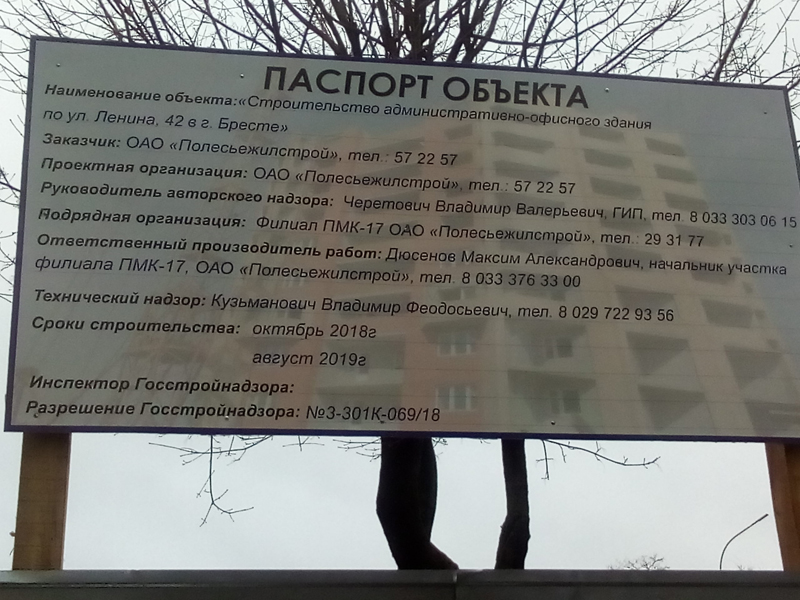 ПАСПОРТ ОБЪЕКТА
Наименование объекта:«Строительство административно-офисного здания
по ул. Ленина, 42 в г. Бресте»
Заказчик: ОАО «Полесьежилстрой», тел.: 57 22 57
Проектная организация: ОАО «Полесьежилстрой», тел.: 57 22 57
Руководитель авторского надзора: Черетович Владимир Валерьевич, ГИП, тел. 8 033 303 06 15
Подрядная организация: Филиал ПМК-17 ОАО «Полесьежилстрой», тел.: 29 31 77
Ответственный производитель работ: Дюсенов Максим Александрович, начальник участка
филиала ПМК-17, ОАО «Полесьежилстрой», тел. 8 033 376 33 00
Технический надзор: Кузьманович Владимир Феодосьевич, тел. 8 029 722 93 56
Сроки строительства: октябрь 2018г
август 2019г
Инспектор Госстройнадзора:
Разрешение Госстройнадзора: №3-301К-069/18